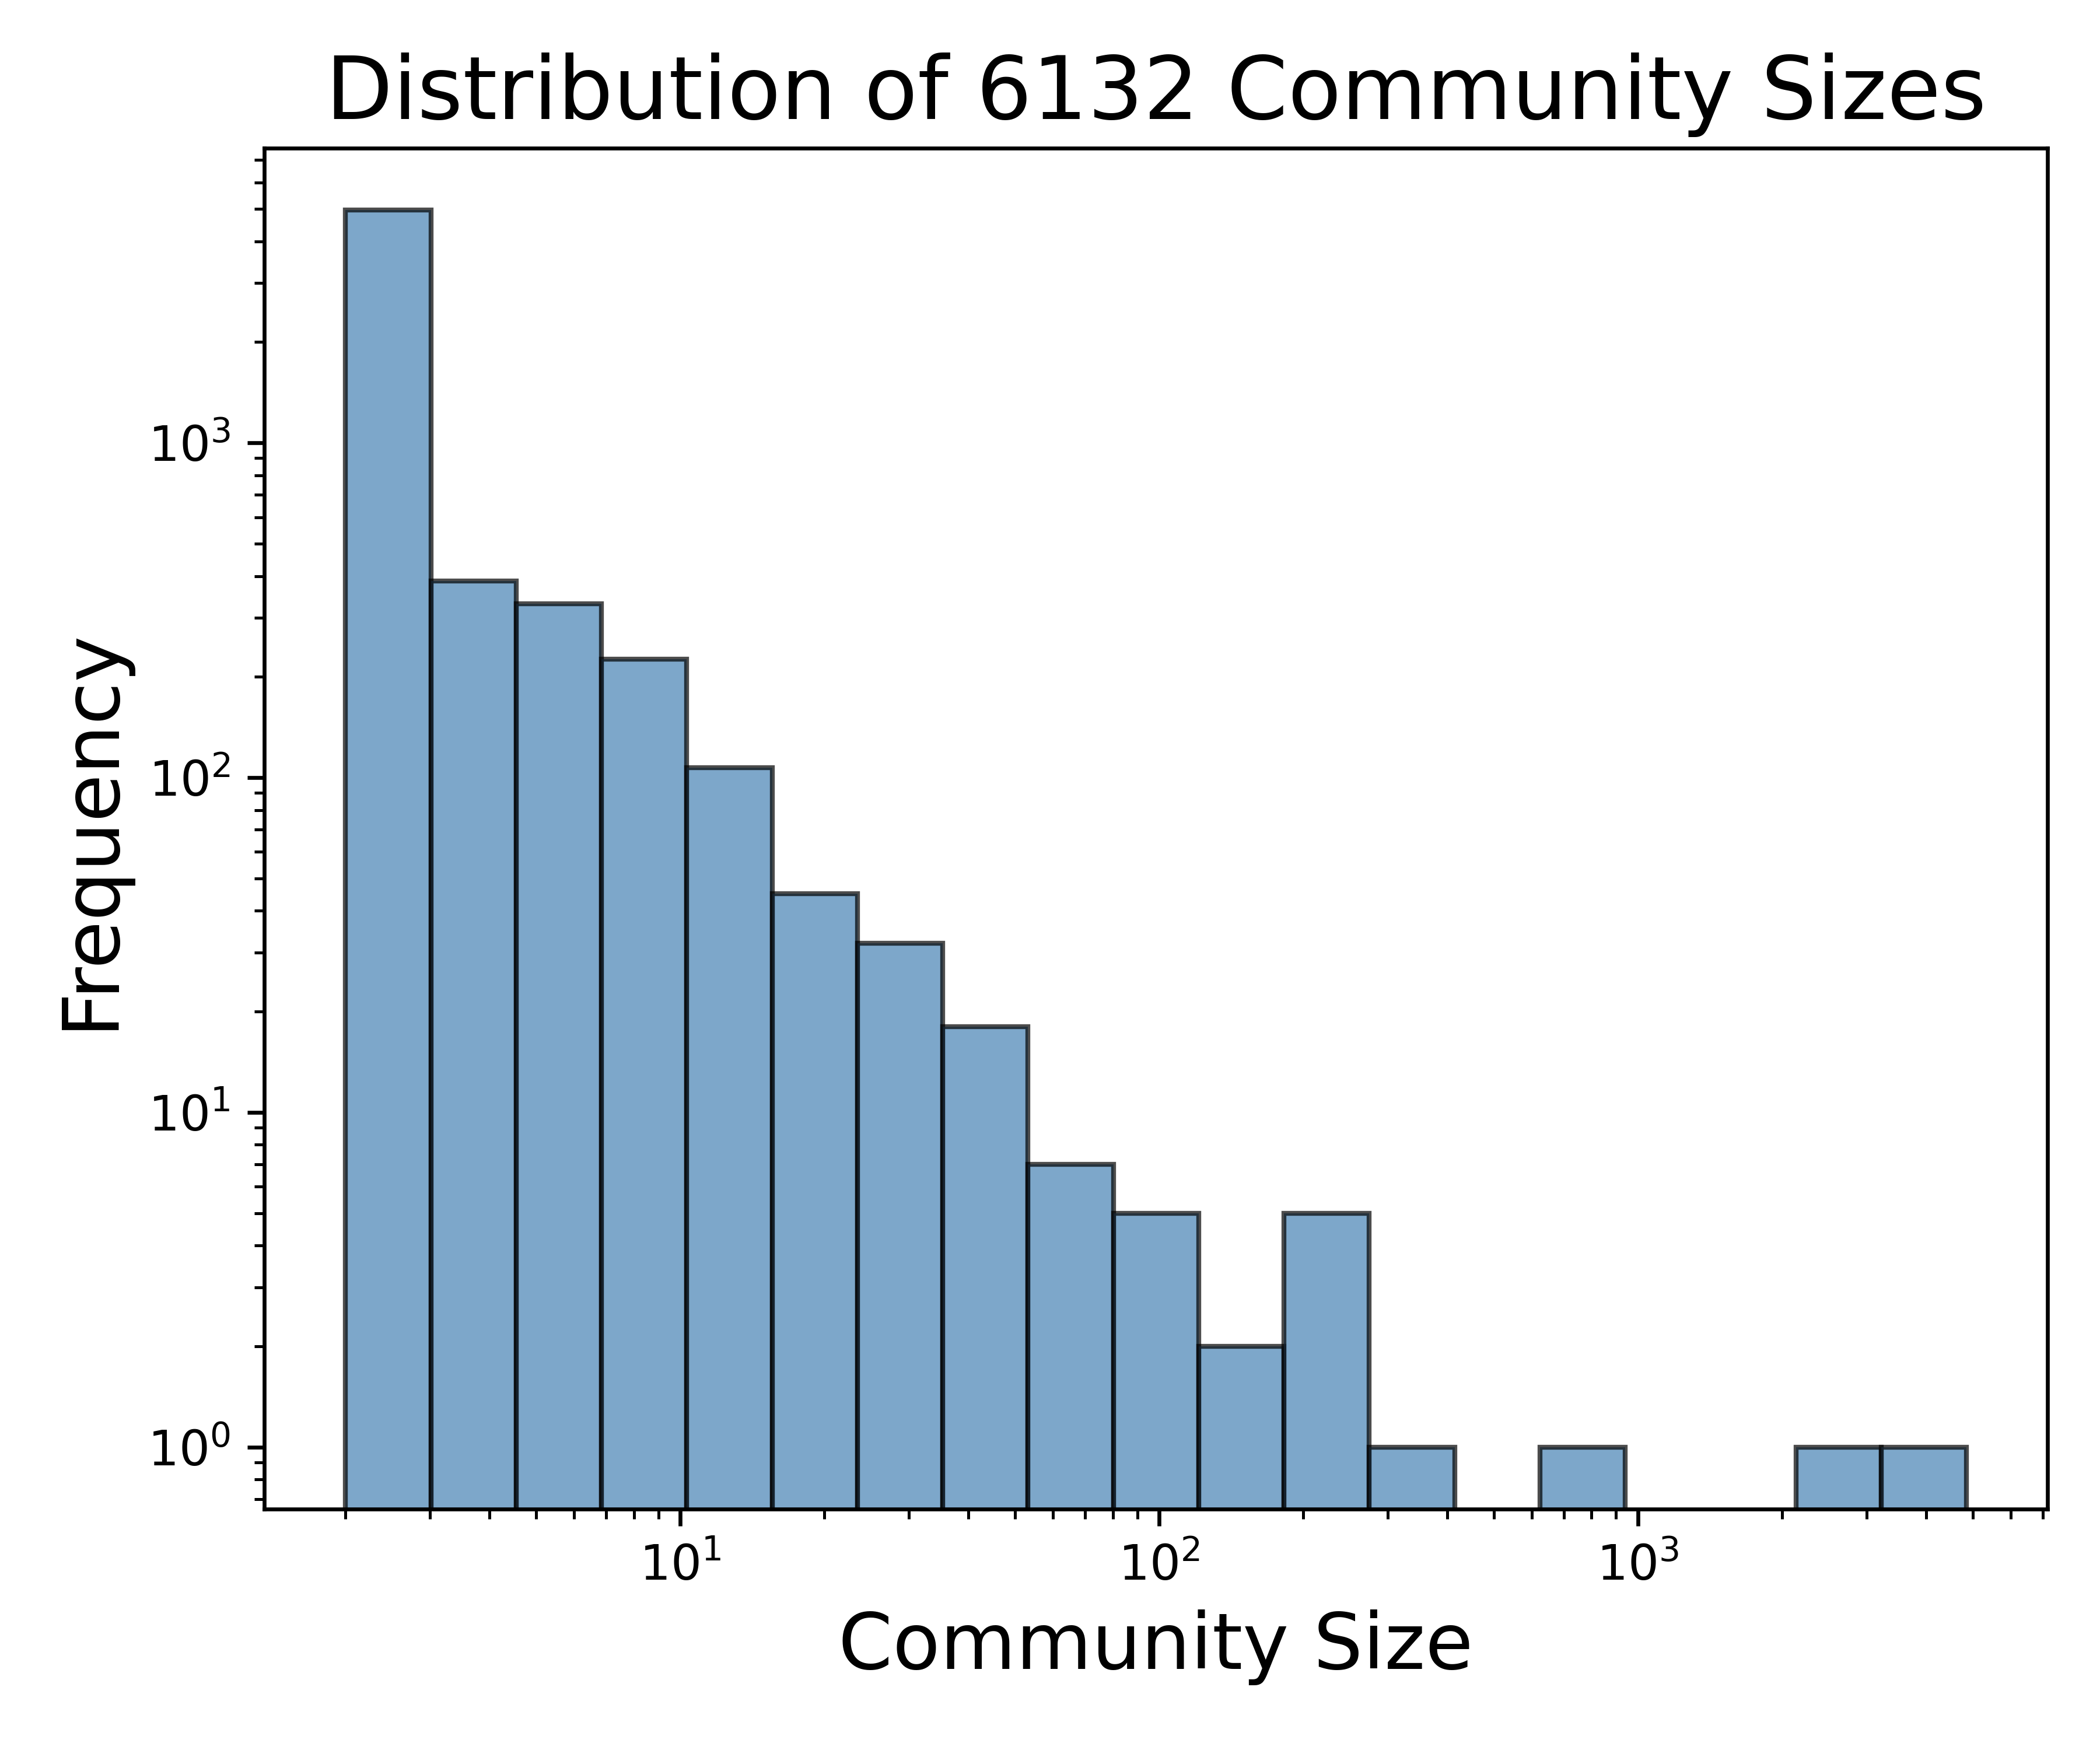 Distribution of 6132 Community Sizes
Frequency
10³
10²
10¹
10⁰
10¹ 10² 10³
Community Size